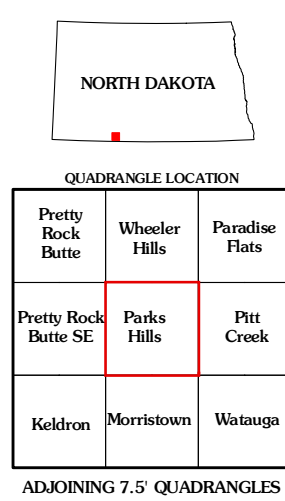 NORTH DAKOTA
QUADRANGLE LOCATION
Pretty
Rock
Butte
Wheeler
Hills
Paradise
Flats
Pretty Rock
Butte SE
Parks
Hills
Pitt
Creek
Keldron
Morristown
Watauga
ADJOINING 7.5' QUADRANGLES